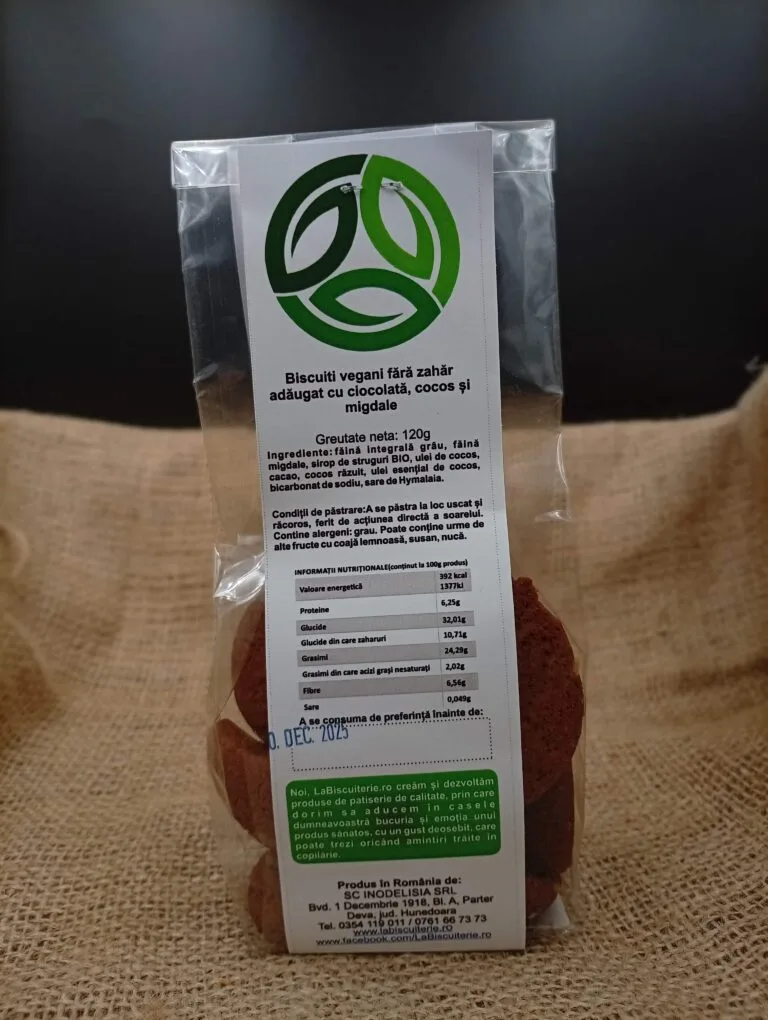 Biscuiti vegani fără zahăr
adăugat cu ciocolată, cocos și
migdale
Greutate neta: 120g
Ingrediente: făină integrală grâu, făină
migdale, sirop de struguri BIO, ulei de cocos,
cacao, cocos răzuit, ulei esențial de cocos,
bicarbonat de sodiu, sare de Hymalaia.
Condiții de păstrare:A se păstra la loc uscat și
răcoros, ferit de acțiunea directă a soarelui.
Contine alergeni: grau. Poate conține urme de
alte fructe cu coajă lemnoasă, susan, nucă.
INFORMAȚII NUTRIȚIONALE(conținut la 100g produs)
Valoare energetică 392 kcal
1377kl
Proteine 6,25g
Glucide 32,01g
Glucide din care zaharuri 10,71g
Grasimi 24,29g
Grasimi din care acizi grași nesaturați 2,02g
Fibre 6,56g
Sare 0,049g
A se consuma de preferință înainte de:
0. DEC. 2025
Noi, LaBiscuiterie.ro creăm și dezvoltăm
produse de patiserie de calitate, prin care
dorim sa aducem in casele
dumneavoastră bucuria și emoția unui
produs sănatos, cu un gust deosebit, care
poate trezi oricând amintiri trăite in
copilărie.
Produs în România de:
SC INODELISIA SRL
Bvd. 1 Decembrie 1918, Bl. A, Parter
Deva, jud. Hunedoara
Tel. 0354 119 011 / 0761 66 73 73
www.labiscuiterie.ro
www.facebook.com/LaBiscuiterie.ro